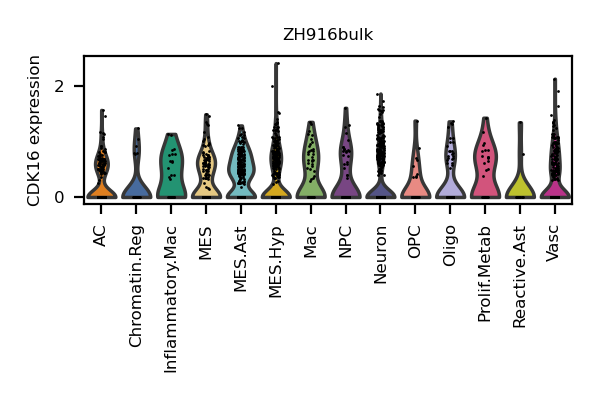 ZH916bulk
CDK16 expression
2
0
AC
Chromatin.Reg
Inflammatory.Mac
MES
MES.Ast
MES.Hyp
Mac
NPC
Neuron
OPC
Oligo
Prolif.Metab
Reactive.Ast
Vasc